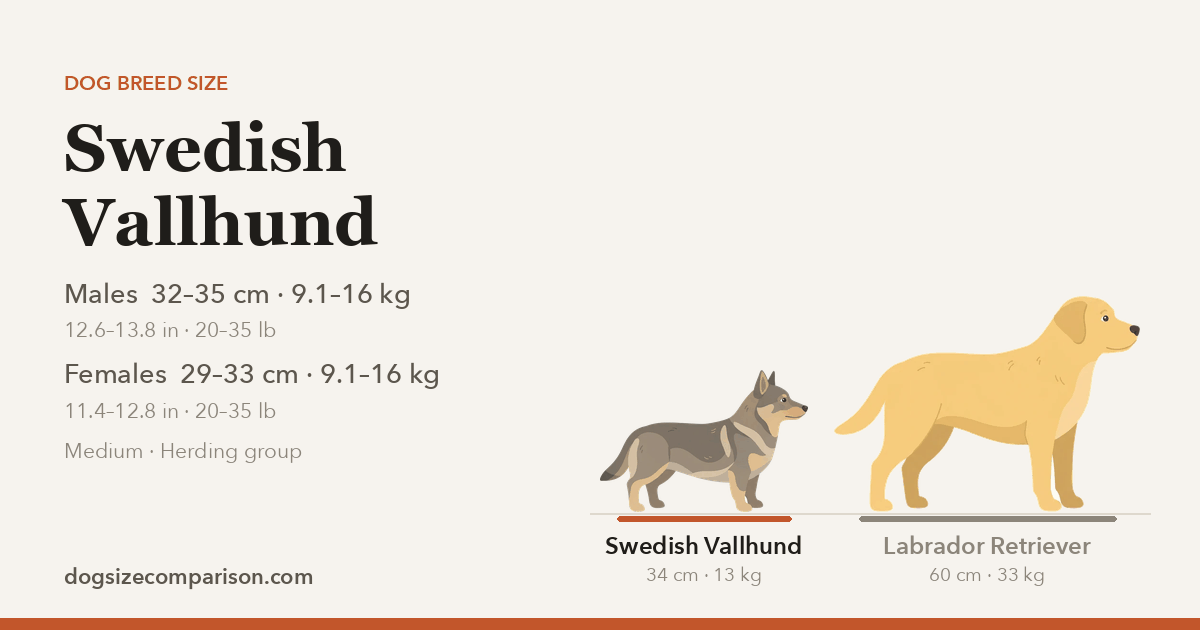 DOG BREED SIZE
Swedish
Vallhund
Males 32–35 cm · 9.1–16 kg
12.6–13.8 in · 20–35 lb
Females 29–33 cm · 9.1–16 kg
11.4–12.8 in · 20–35 lb
Medium · Herding group
Swedish Vallhund
34 cm · 13 kg
Labrador Retriever
60 cm · 33 kg
dogsizecomparison.com